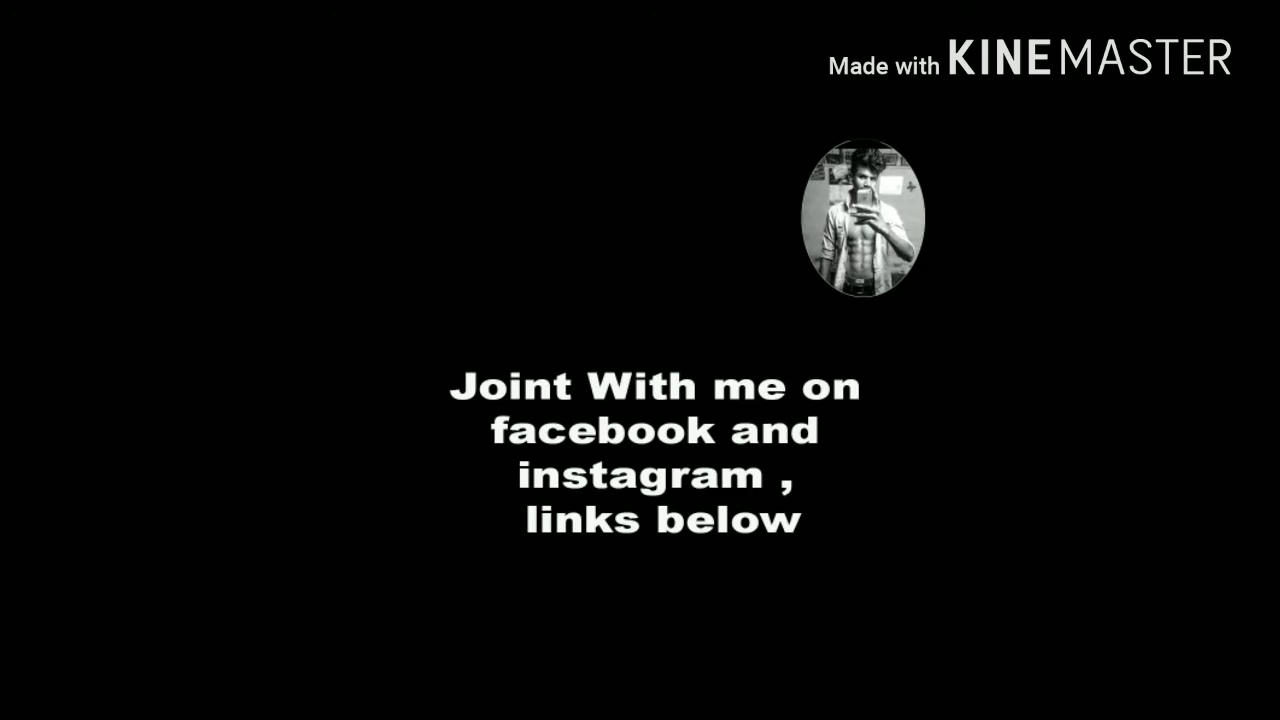 Made with KINEMASTER
Joint With me on
facebook and
instagram ,
links below